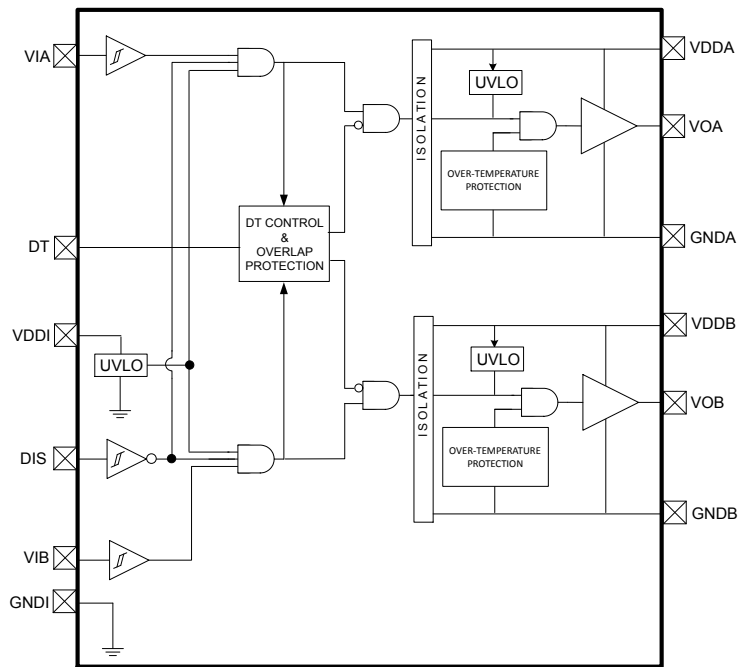 VIA
DT
VDDI
DIS
VIB
GNDI
UVLO
DT CONTROL
&
OVERLAP
PROTECTION
ISOLATION
UVLO
OVER-TEMPERATURE
PROTECTION
VDDA
VOA
GNDA
ISOLATION
UVLO
OVER-TEMPERATURE
PROTECTION
VDDB
VOB
GNDB